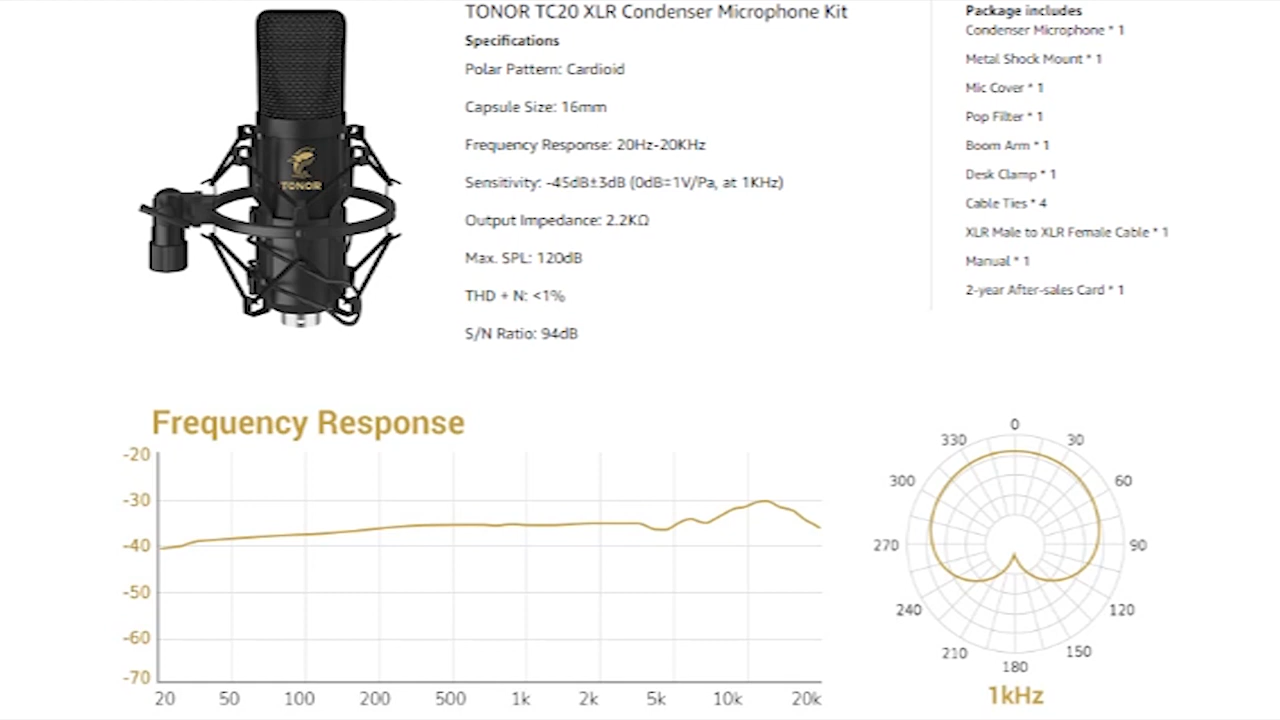 TONOR TC20 XLR Condenser Microphone Kit
Specifications
Polar Pattern: Cardioid
Capsule Size: 16mm
Frequency Response: 20Hz-20KHz
Sensitivity: -45dB±3dB (0dB=1V/Pa, at 1KHz)
Output Impedance: 2.2KΩ
Max. SPL: 120dB
THD + N: <1%
S/N Ratio: 94dB
Package includes
Condenser Microphone * 1
Metal Shock Mount * 1
Mic Cover * 1
Pop Filter * 1
Boom Arm * 1
Desk Clamp * 1
Cable Ties * 4
XLR Male to XLR Female Cable * 1
Manual * 1
2-year After-sales Card * 1
TONOR
Frequency Response
-20
-30
-40
-50
-60
-70
20 50 100 200 500 1k 2k 5k 10k 20k
0
330 30
300 60
270 90
240 120
210 150
180
1kHz